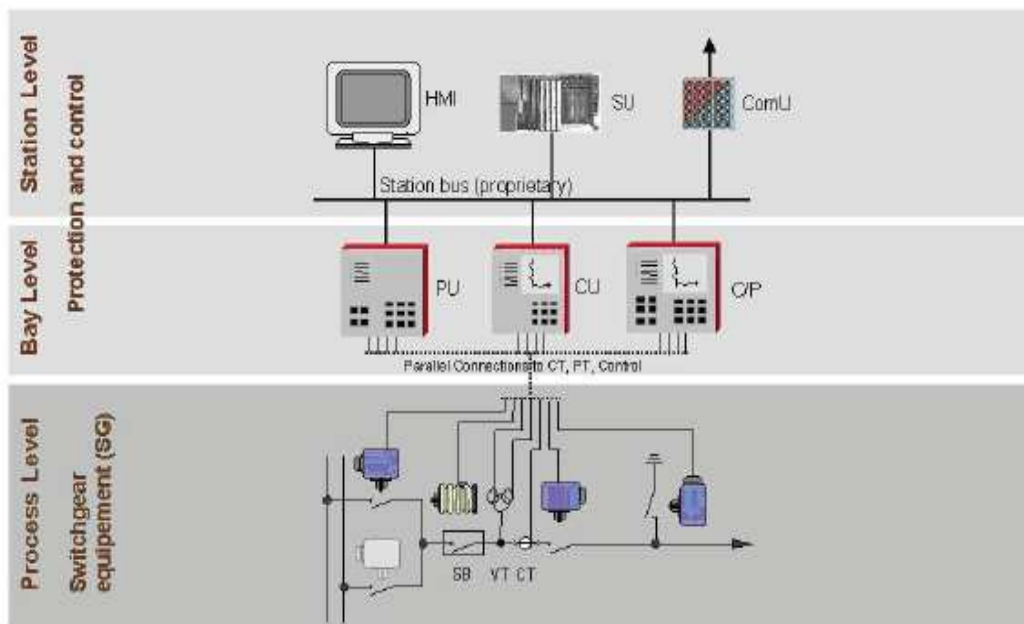 Station Level
Protection and control
HMI
SU
ComU
Station bus (proprietary)
Bay Level
PU
CU
C/P
Parallel Connections to CT, PT, Control
Process Level
Switchgear
equipement (SG)
SB
VT
CT